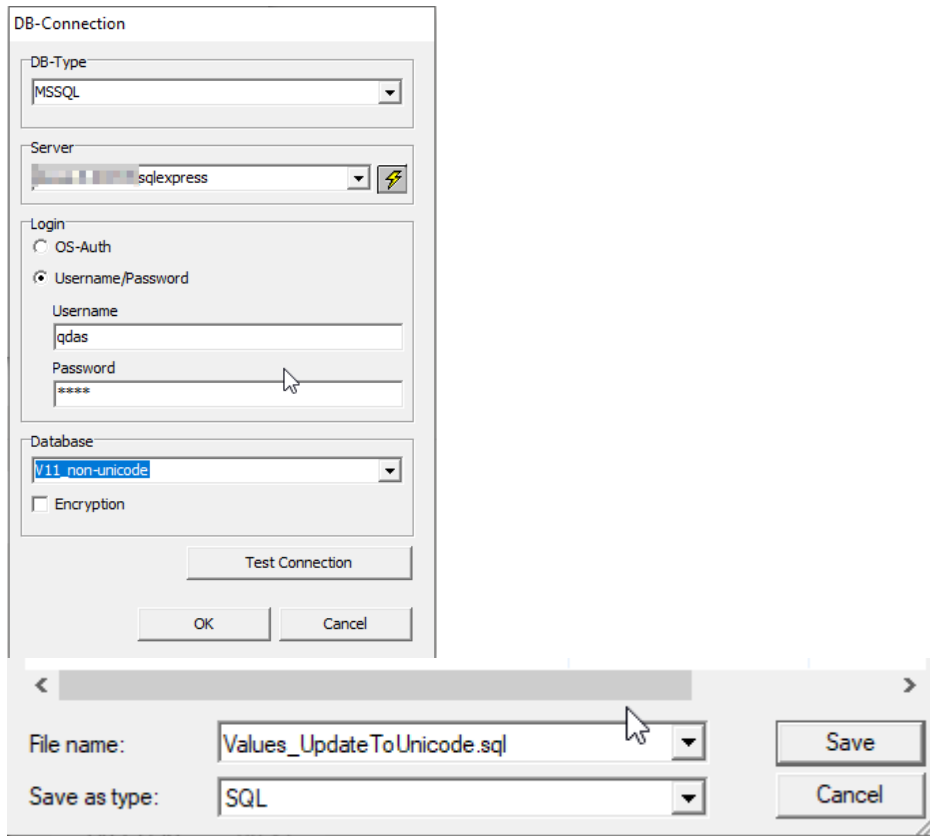 DB-Connection
DB-Type
MSSQL
Server
sqlexpress
Login
OS-Auth
Username/Password
Username
qdas
Password
****
Database
V11_non-unicode
Encryption
Test Connection
OK Cancel
File name: Values_UpdateToUnicode.sql Save
Save as type: SQL Cancel